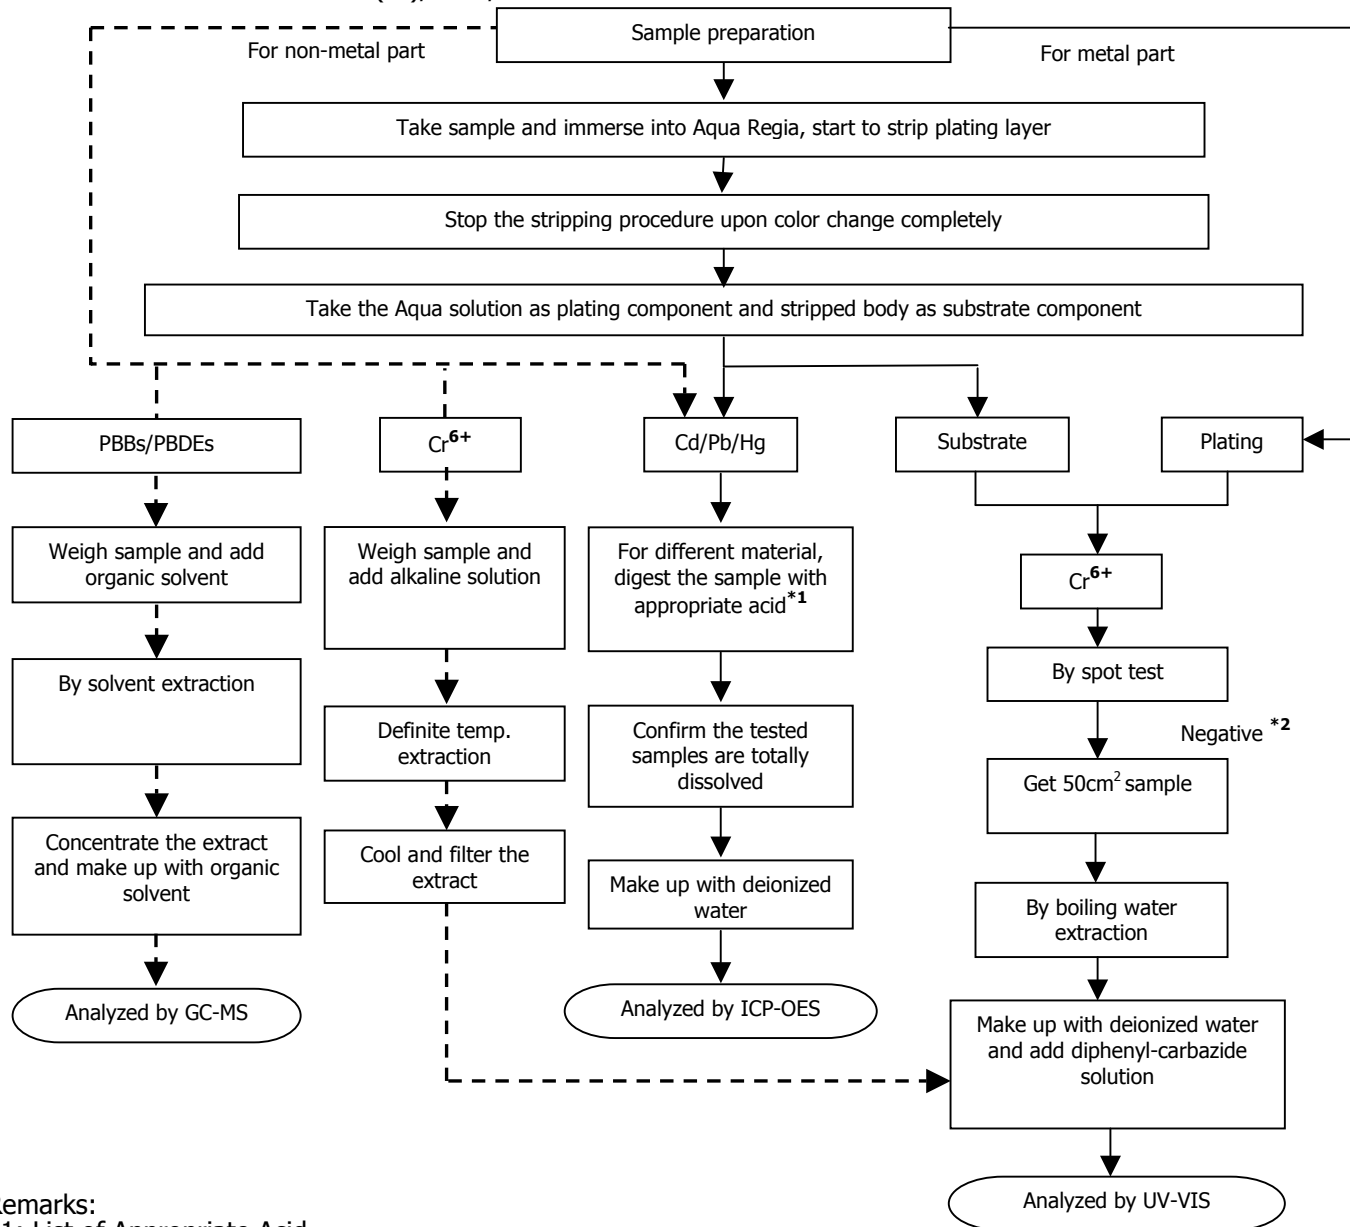 Sample preparation
For non-metal part
For metal part
Take sample and immerse into Aqua Regia, start to strip plating layer
Stop the stripping procedure upon color change completely
Take the Aqua solution as plating component and stripped body as substrate component
PBBs/PBDEs
Cr6+
Cd/Pb/Hg
Substrate
Plating
Weigh sample and add
organic solvent
Weigh sample and
add alkaline solution
For different material,
digest the sample with
appropriate acid*1
Cr6+
By solvent extraction
By spot test
Definite temp.
extraction
Confirm the tested
samples are totally
dissolved
Negative *2
Get 50cm2 sample
Concentrate the extract
and make up with organic
solvent
Cool and filter the
extract
Make up with deionized
water
By boiling water
extraction
Analyzed by GC-MS
Analyzed by ICP-OES
Make up with deionized water
and add diphenyl-carbazide
solution
Analyzed by UV-VIS
emarks: